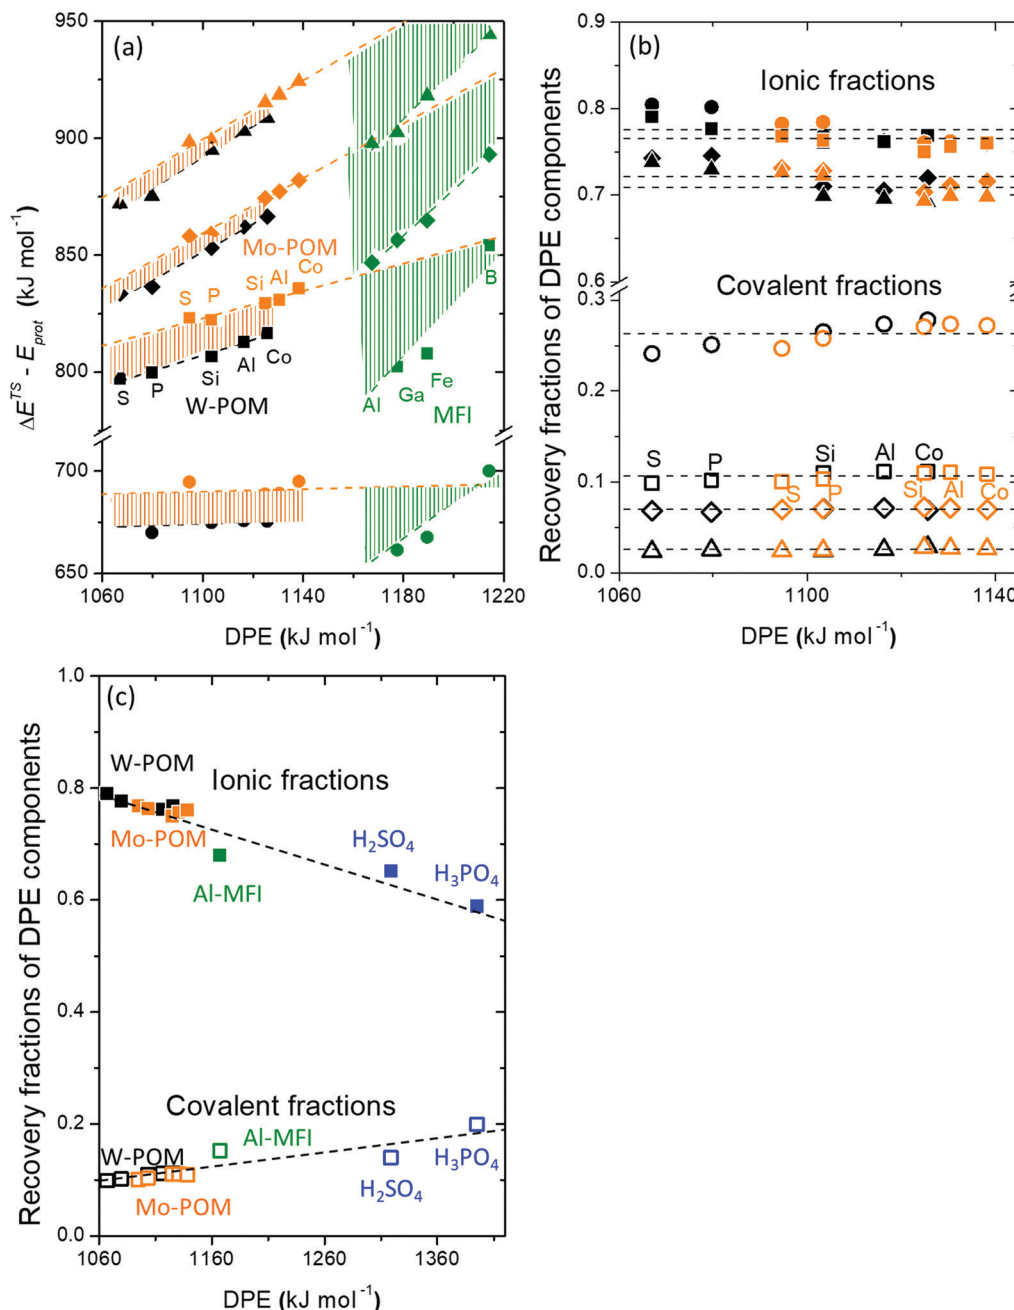 (a)
950
900
850
800
700
650
ΔE^TS - E_prot (kJ mol⁻¹)
Mo-POM
S
P
Si
Al
Co
S
P
Si
Al
Co
W-POM
Al
Ga
Fe
B
MFI
1060
1100
1140
1180
1220
DPE (kJ mol⁻¹)
(b)
0.9
0.8
0.7
0.6
0.3
0.2
0.1
0.0
Recovery fractions of DPE components
Ionic fractions
Covalent fractions
S
P
Si
Al
Co
S
P
Si
Al
Co
1060
1100
1140
DPE (kJ mol⁻¹)
(c)
1.0
0.8
0.6
0.4
0.2
0.0
Recovery fractions of DPE components
W-POM
Ionic fractions
Mo-POM
Al-MFI
H₂SO₄
H₃PO₄
Covalent fractions
W-POM
Al-MFI
Mo-POM
H₂SO₄
H₃PO₄
1060
1160
1260
1360
DPE (kJ mol⁻¹)